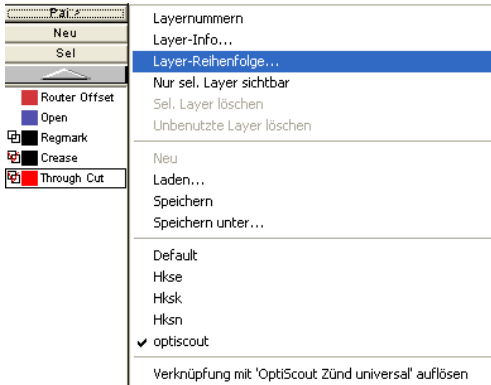 Neu
Sel
Router Offset
Open
Regmark
Crease
Through Cut
Layernummern
Layer-Info...
Layer-Reihenfolge...
Nur sel. Layer sichtbar
Sel. Layer löschen
Unbenutzte Layer löschen
Neu
Laden...
Speichern
Speichern unter...
Default
Hkse
Hksk
Hksn
optiscout
Verknüpfung mit 'OptiScout Zünd universal' auflösen